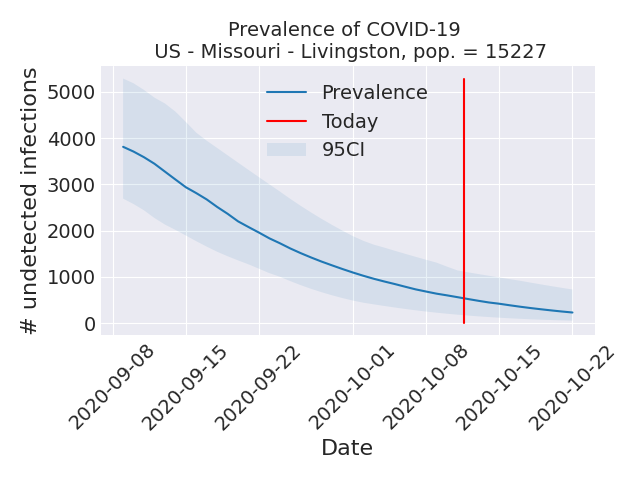 Prevalence of COVID-19
US - Missouri - Livingston, pop. = 15227
# undetected infections
5000
4000
3000
2000
1000
0
Prevalence
Today
95CI
2020-09-08
2020-09-15
2020-09-22
2020-10-01
2020-10-08
2020-10-15
2020-10-22
Date